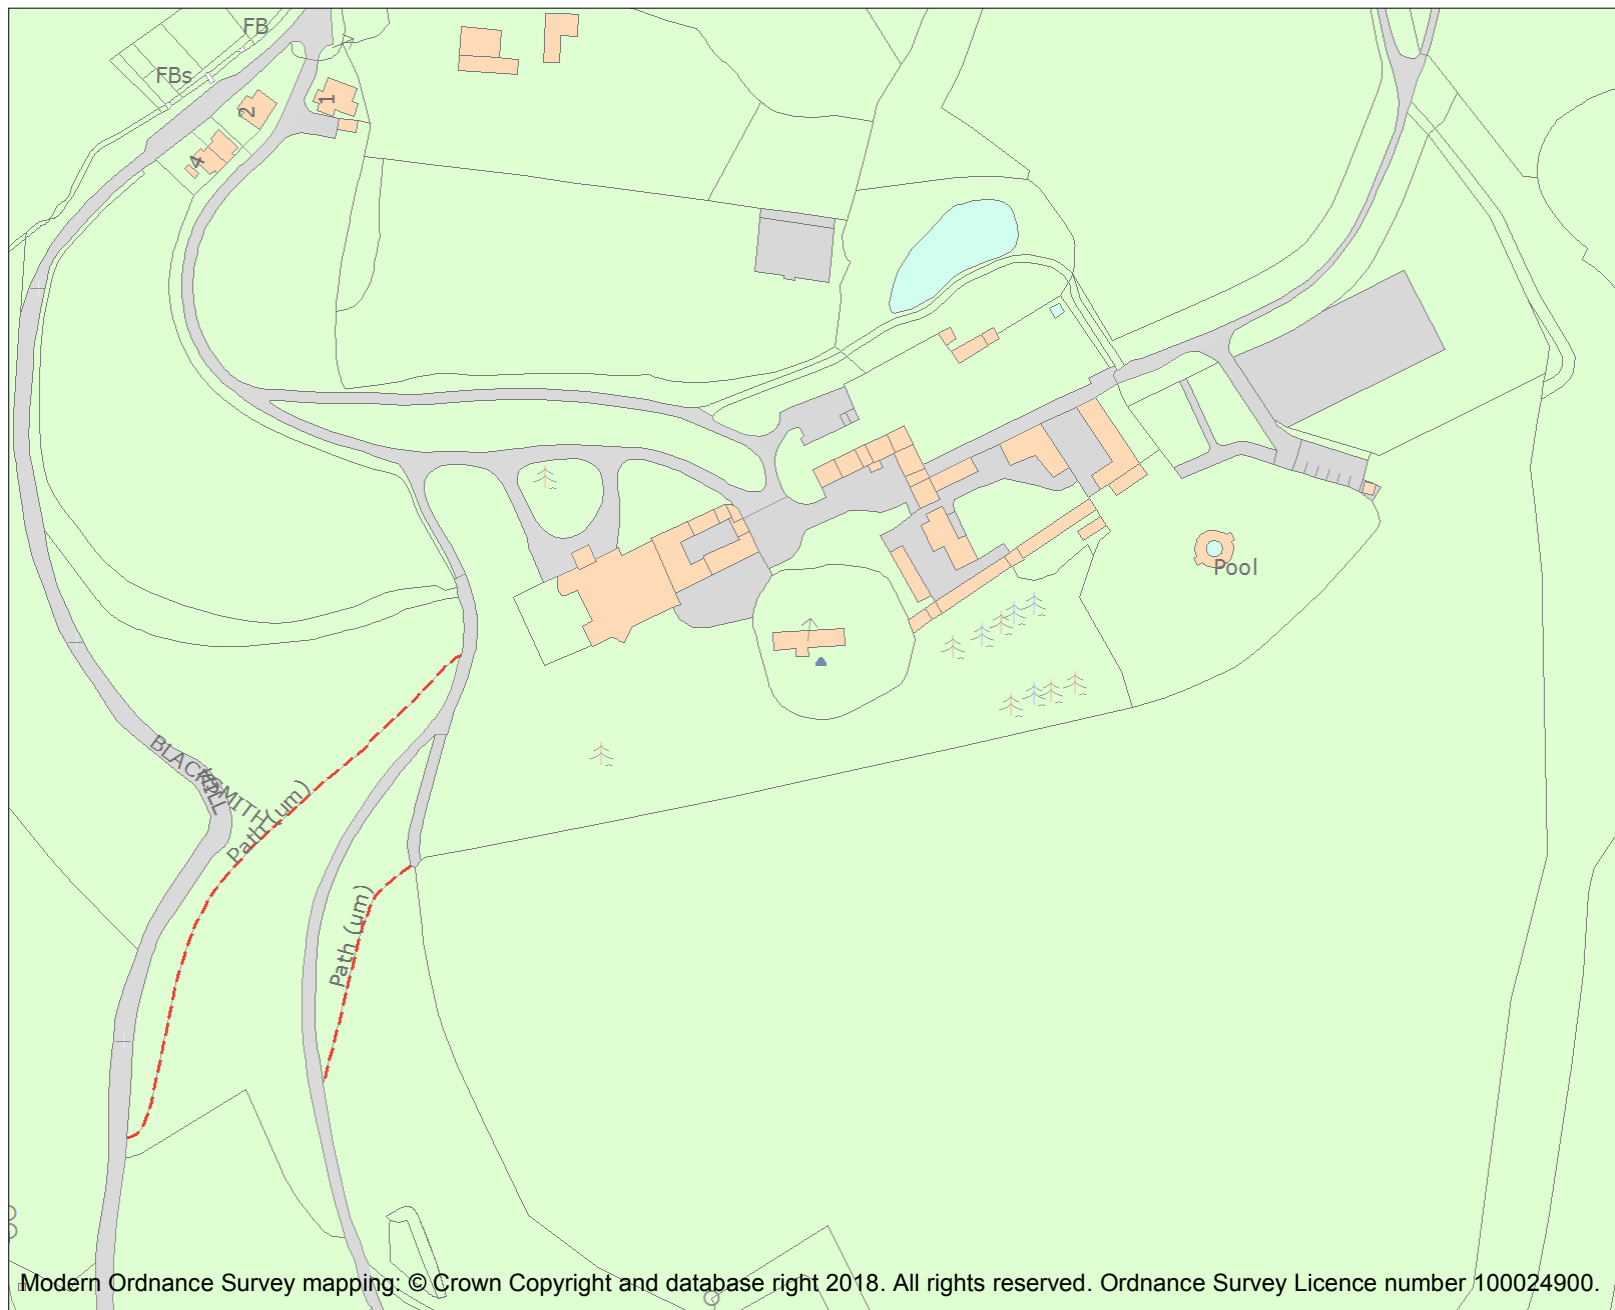 FB
FBs
1
2
4
Pool
BLACKSMITH
HILL
Path (um)
Path (um)
Modern Ordnance Survey mapping: © Crown Copyright and database right 2018. All rights reserved. Ordnance Survey Licence number 100024900.